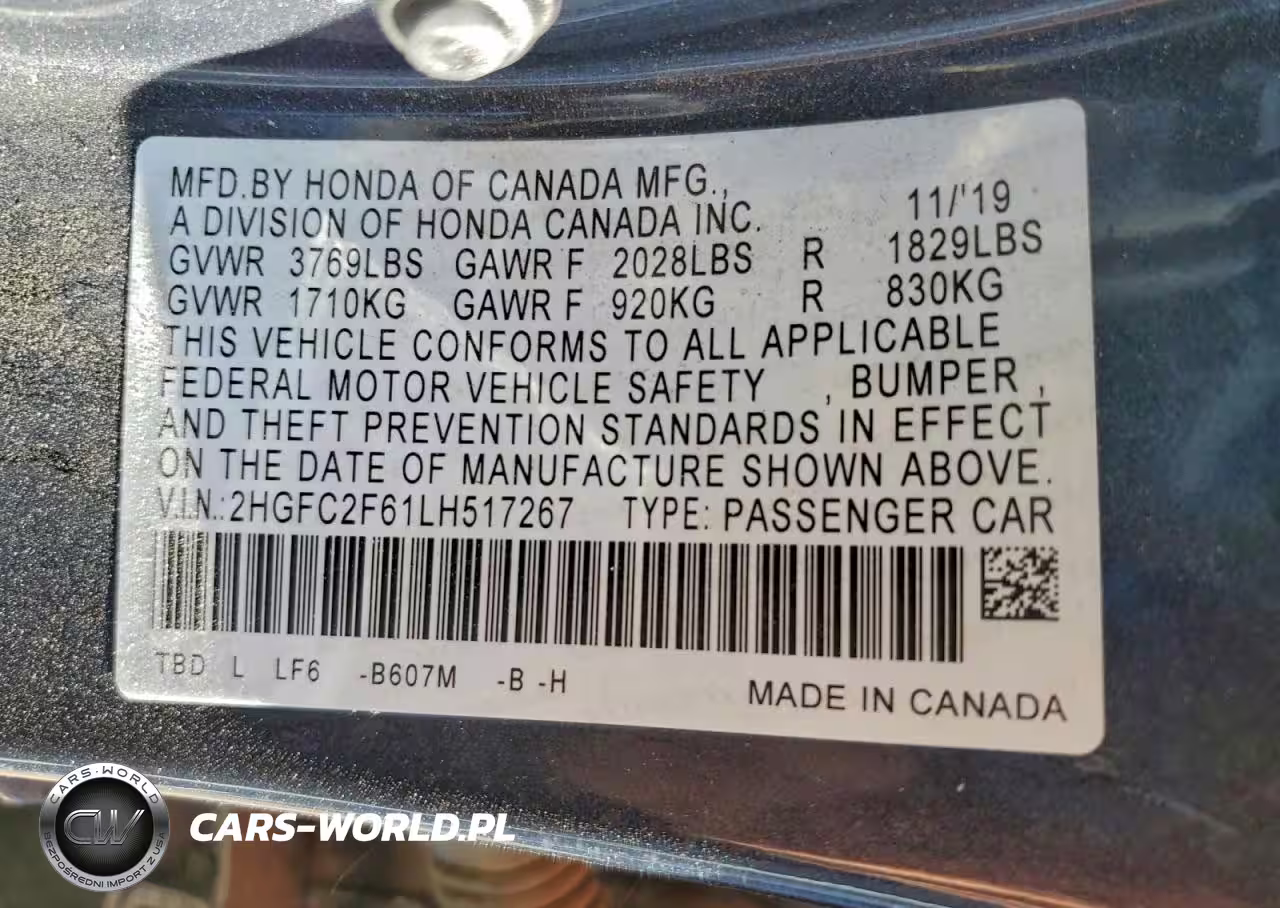 MFD.BY HONDA OF CANADA MFG., 11/'19
A DIVISION OF HONDA CANADA INC.
GVWR 3769LBS GAWR F 2028LBS R 1829LBS
GVWR 1710KG GAWR F 920KG R 830KG
THIS VEHICLE CONFORMS TO ALL APPLICABLE
FEDERAL MOTOR VEHICLE SAFETY , BUMPER ,
AND THEFT PREVENTION STANDARDS IN EFFECT
ON THE DATE OF MANUFACTURE SHOWN ABOVE.
V.I.N.:2HGFC2F61LH517267 TYPE: PASSENGER CAR
TBD L LF6 -B607M -B -H
MADE IN CANADA
CARS-WORLD
CW
BEZPOŚREDNI IMPORT Z USA
CARS-WORLD.PL